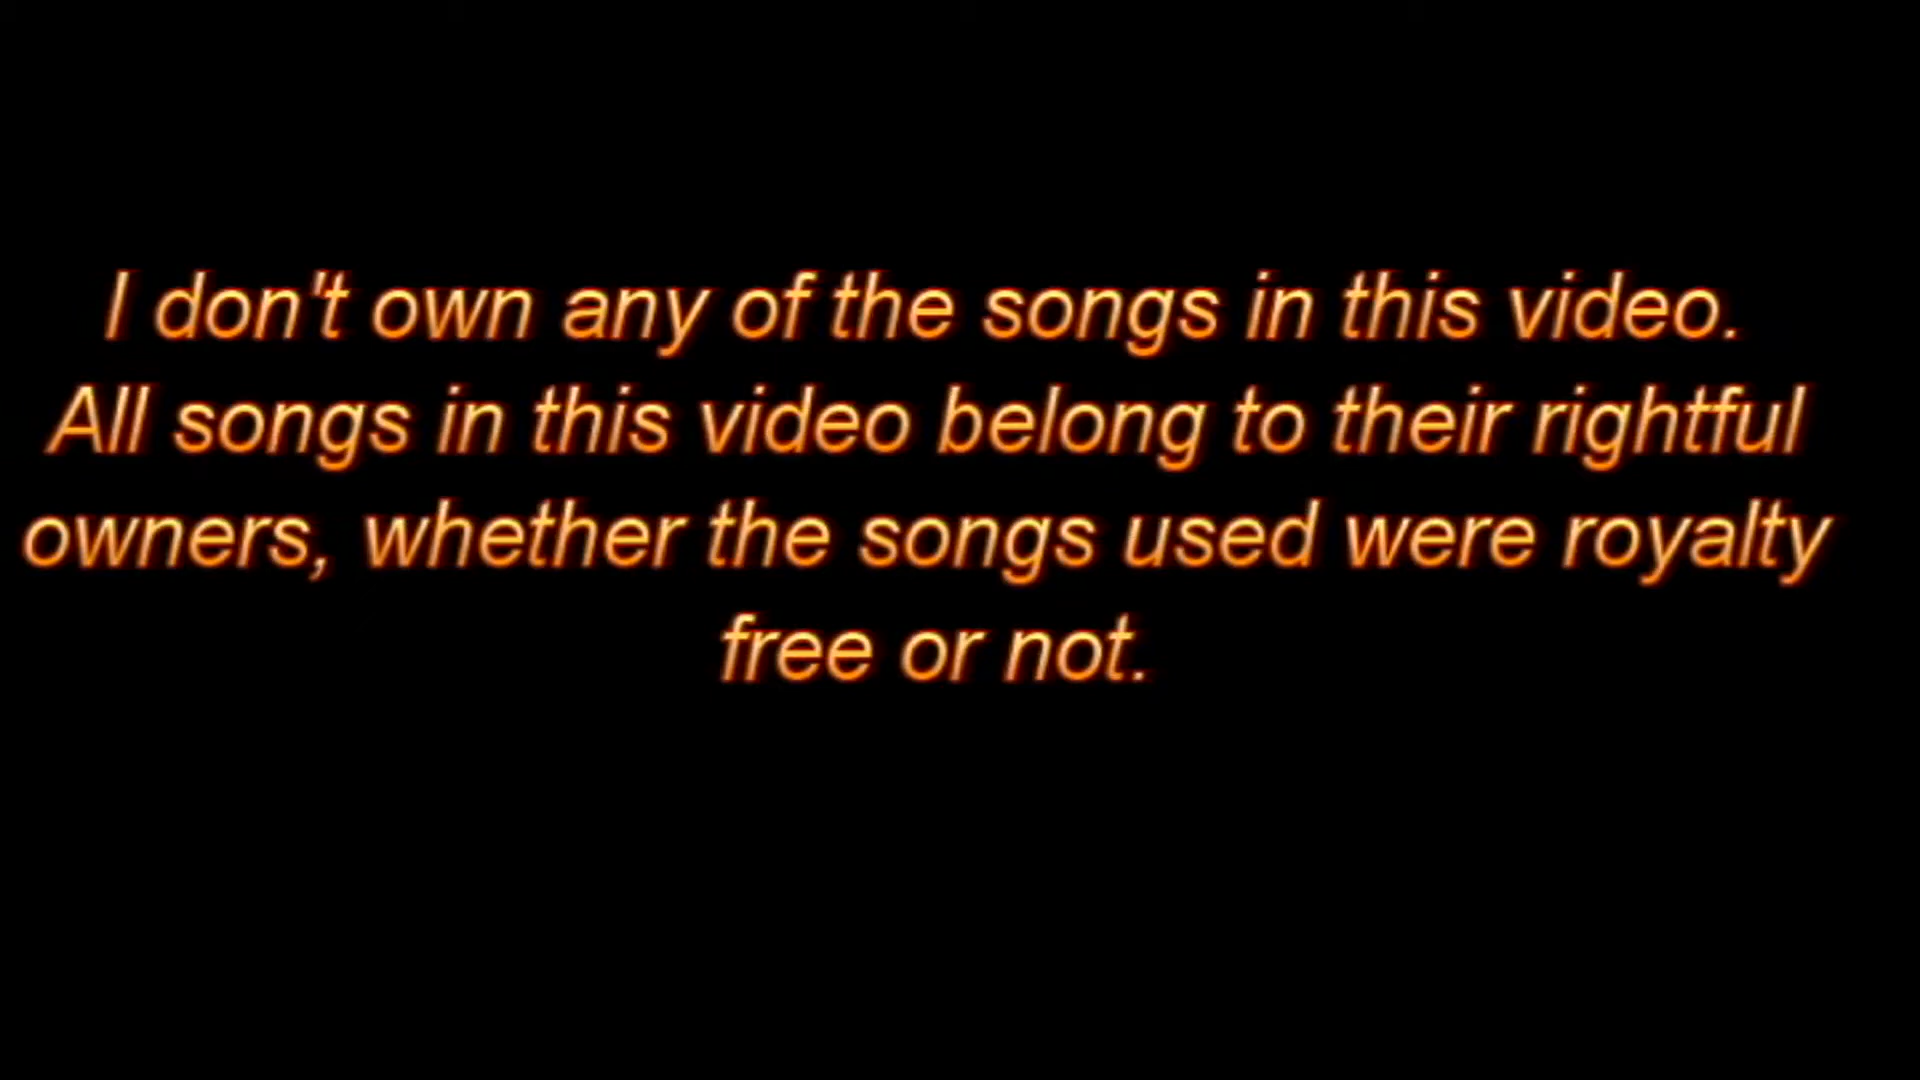 I don't own any of the songs in this video.
All songs in this video belong to their rightful
owners, whether the songs used were royalty
free or not.